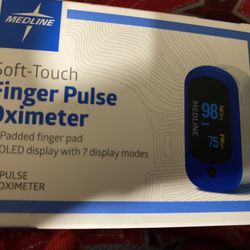 MEDLINE
Soft-Touch
Finger Pulse
Oximeter
Padded finger pad
OLED display with 7 display modes
PULSE
OXIMETER
98
75
MEDLINE